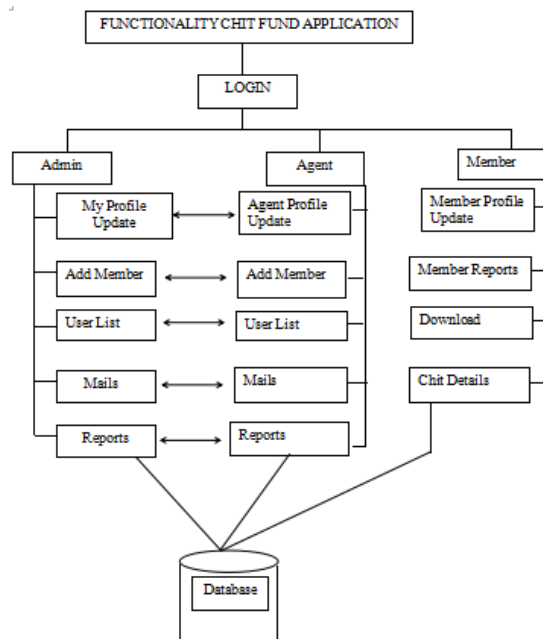 FUNCTIONALITY CHIT FUND APPLICATION
LOGIN
Admin
Agent
Member
My Profile
Update
Agent Profile
Update
Member Profile
Update
Add Member
Add Member
Member Reports
User List
User List
Download
Mails
Mails
Chit Details
Reports
Reports
Database